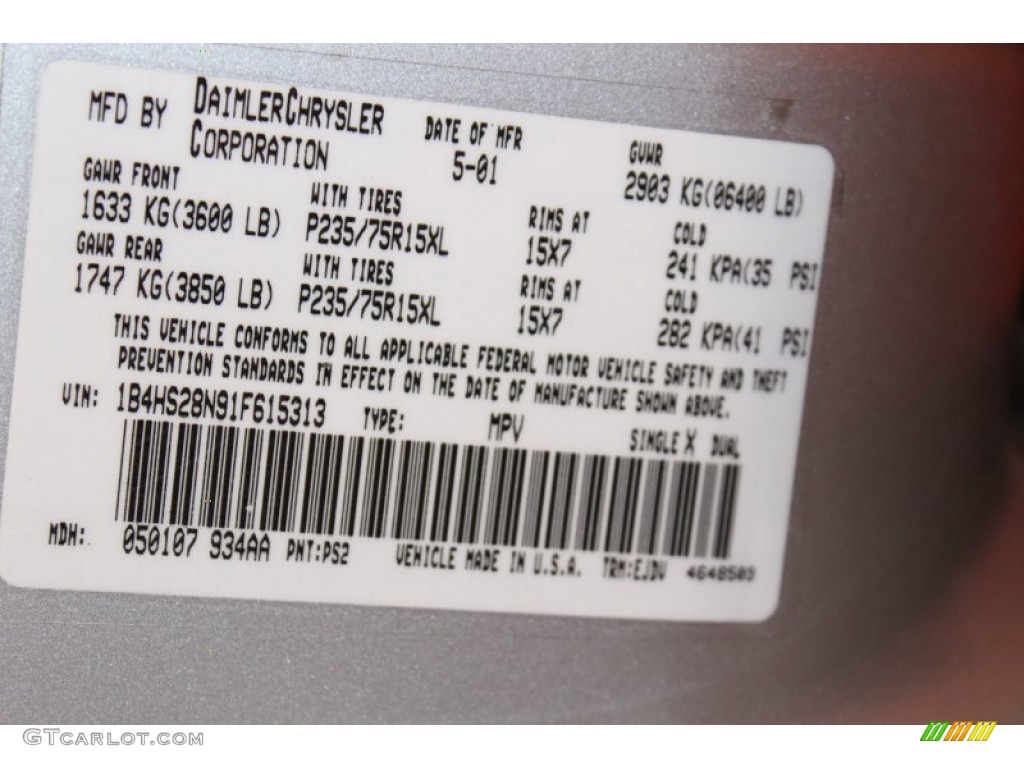 MFD BY DAIMLERCHRYSLER CORPORATION
DATE OF MFR 5-01
GVWR 2903 KG(06400 LB)
GAWR FRONT WITH TIRES RIMS AT COLD
1633 KG(3600 LB) P235/75R15XL 15X7 241 KPA(35 PSI
GAWR REAR WITH TIRES RIMS AT COLD
1747 KG(3850 LB) P235/75R15XL 15X7 282 KPA(41 PSI
THIS VEHICLE CONFORMS TO ALL APPLICABLE FEDERAL MOTOR VEHICLE SAFETY AND THEFT
PREVENTION STANDARDS IN EFFECT ON THE DATE OF MANUFACTURE SHOWN ABOVE.
VIN: 1B4HS28N91F615313 TYPE: MPV SINGLE X DUAL
MDH: 050107 934AA PNT:PS2 VEHICLE MADE IN U.S.A. TRM:EJDV 4648503
GTCarlot.com